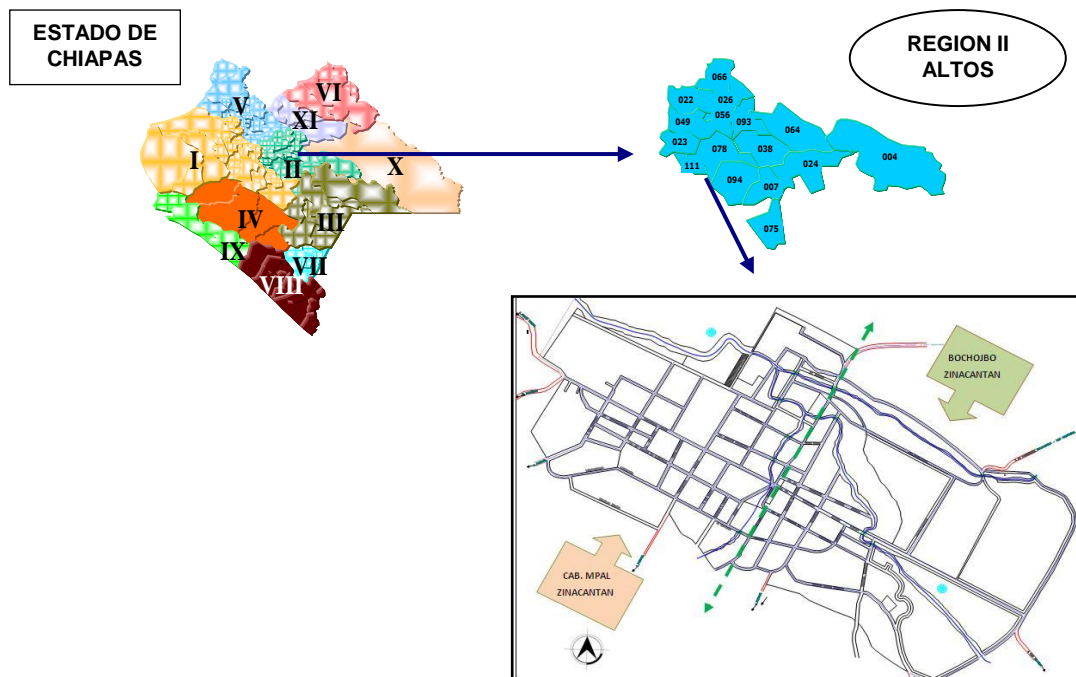 ESTADO DE
CHIAPAS
REGION II
ALTOS
VI
V
XI
I
II
X
III
IV
IX
VII
VIII
066
022
026
056
049
093
064
023
078
038
004
111
024
094
007
075
BOCHOJBO
ZINACANTAN
CAB. MPAL
ZINACANTAN